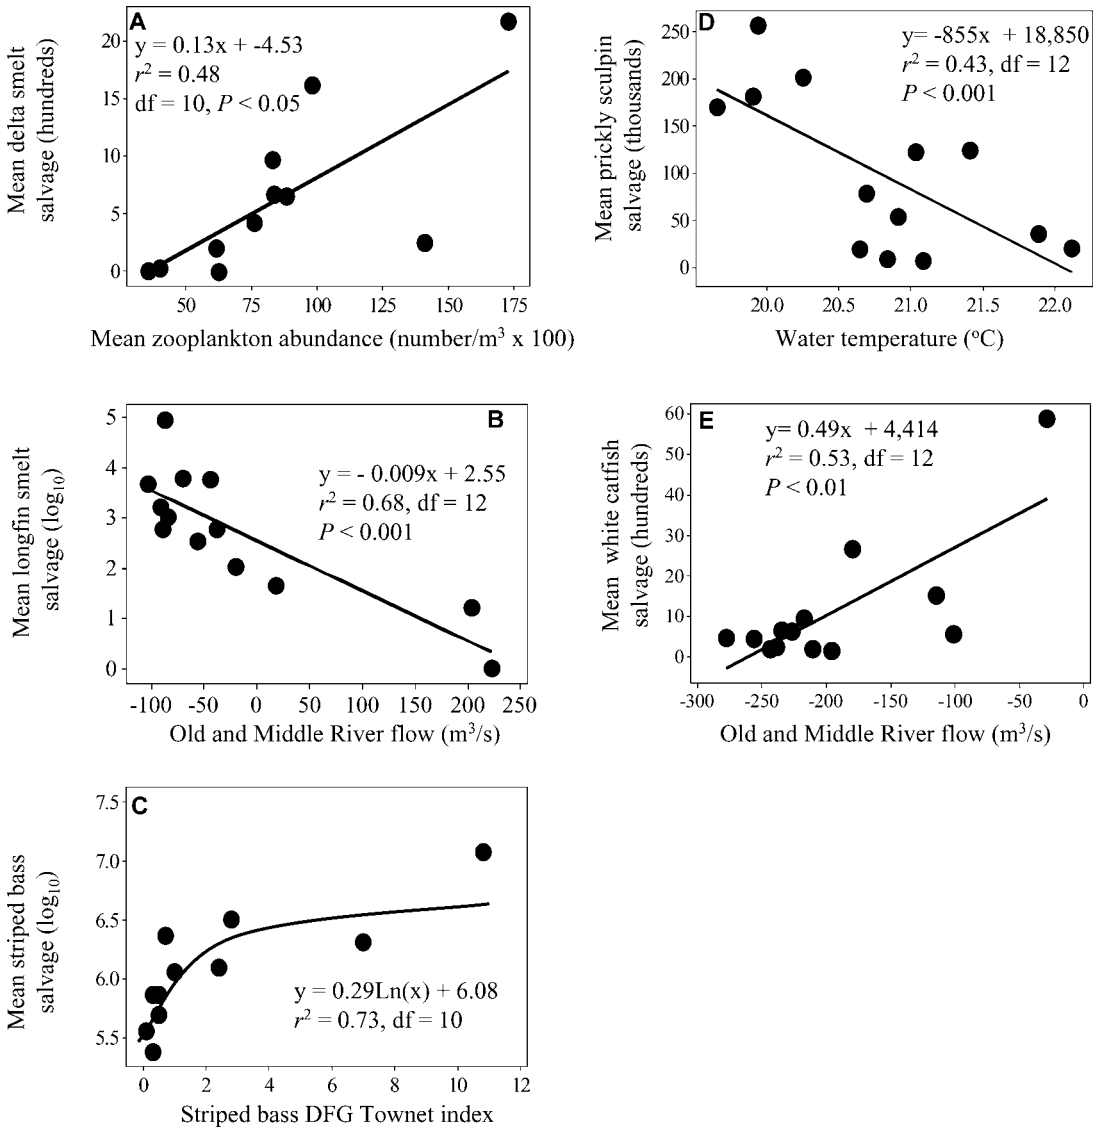 A
y = 0.13x + -4.53
r² = 0.48
df = 10, P < 0.05
Mean delta smelt
salvage (hundreds)
20
15
10
5
0
50 75 100 125 150 175
Mean zooplankton abundance (number/m³ x 100)
D
y= -855x + 18,850
r² = 0.43, df = 12
P < 0.001
Mean prickly sculpin
salvage (thousands)
250
200
150
100
50
0
20.0 20.5 21.0 21.5 22.0
Water temperature (°C)
B
y = - 0.009x + 2.55
r² = 0.68, df = 12
P < 0.001
Mean longfin smelt
salvage (log₁₀)
5
4
3
2
1
0
-100 -50 0 50 100 150 200 250
Old and Middle River flow (m³/s)
E
y= 0.49x + 4,414
r² = 0.53, df = 12
P < 0.01
Mean white catfish
salvage (hundreds)
60
50
40
30
20
10
0
-300 -250 -200 -150 -100 -50 0
Old and Middle River flow (m³/s)
C
y = 0.29Ln(x) + 6.08
r² = 0.73, df = 10
Mean striped bass
salvage (log₁₀)
7.5
7.0
6.5
6.0
5.5
0 2 4 6 8 10 12
Striped bass DFG Townet index